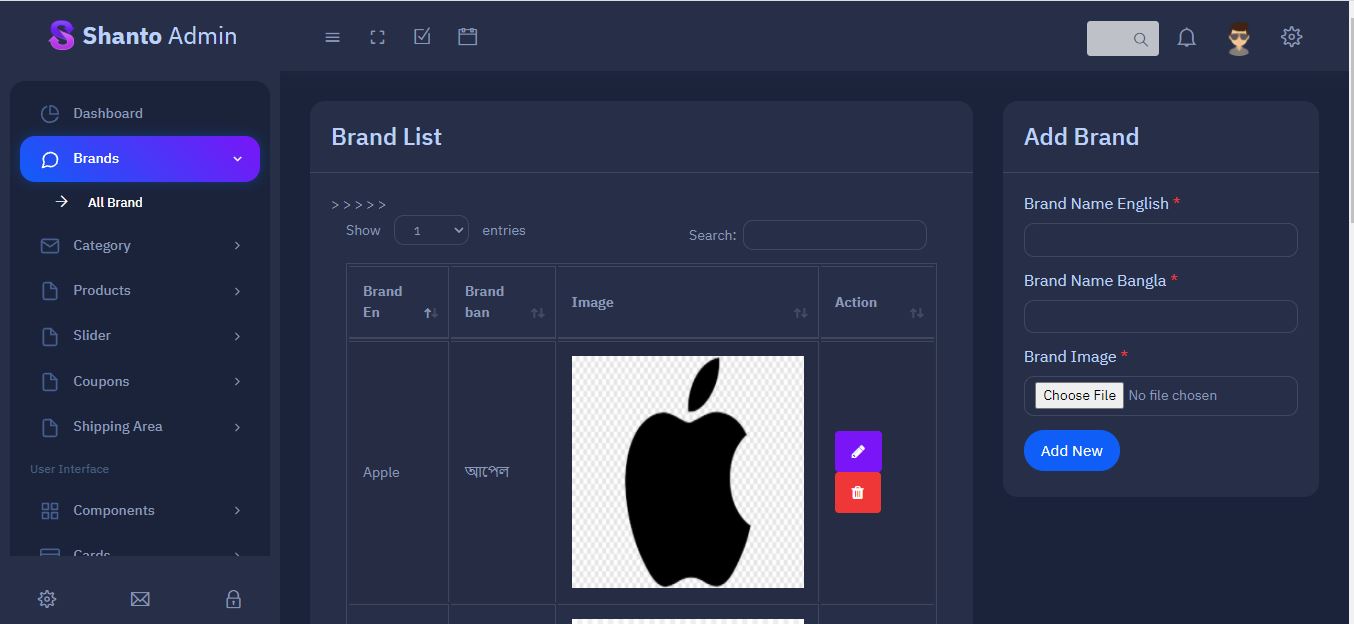 Shanto Admin
Dashboard
Brands
All Brand
Category
Products
Slider
Coupons
Shipping Area
User Interface
Components
Cards
Brand List
> > > > >
Show 1 entries
Search:
Brand En
Brand ban
Image
Action
Apple
আপেল
Add Brand
Brand Name English *
Brand Name Bangla *
Brand Image *
Choose File No file chosen
Add New